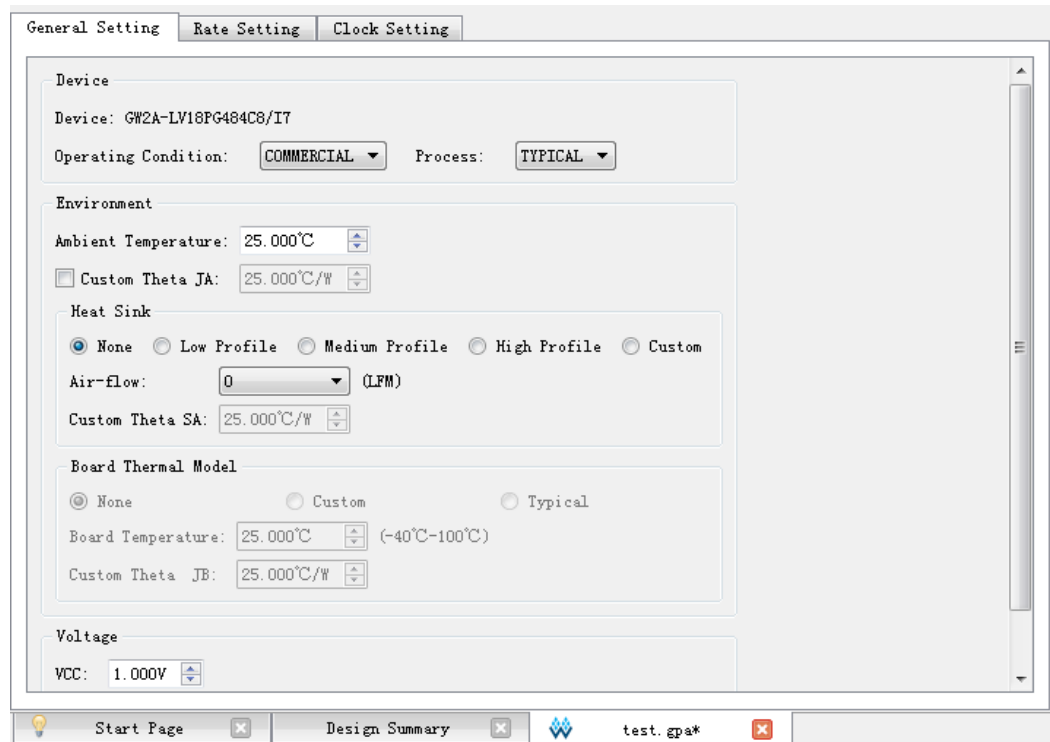 General Setting Rate Setting Clock Setting
Device
Device: GW2A-LV18PG484C8/I7
Operating Condition: COMMERCIAL Process: TYPICAL
Environment
Ambient Temperature: 25.000℃
Custom Theta JA: 25.000℃/W
Heat Sink
None Low Profile Medium Profile High Profile Custom
Air-flow: 0 (LFM)
Custom Theta SA: 25.000℃/W
Board Thermal Model
None Custom Typical
Board Temperature: 25.000℃ (-40℃-100℃)
Custom Theta JB: 25.000℃/W
Voltage
VCC: 1.000V
Start Page Design Summary test.gpa*